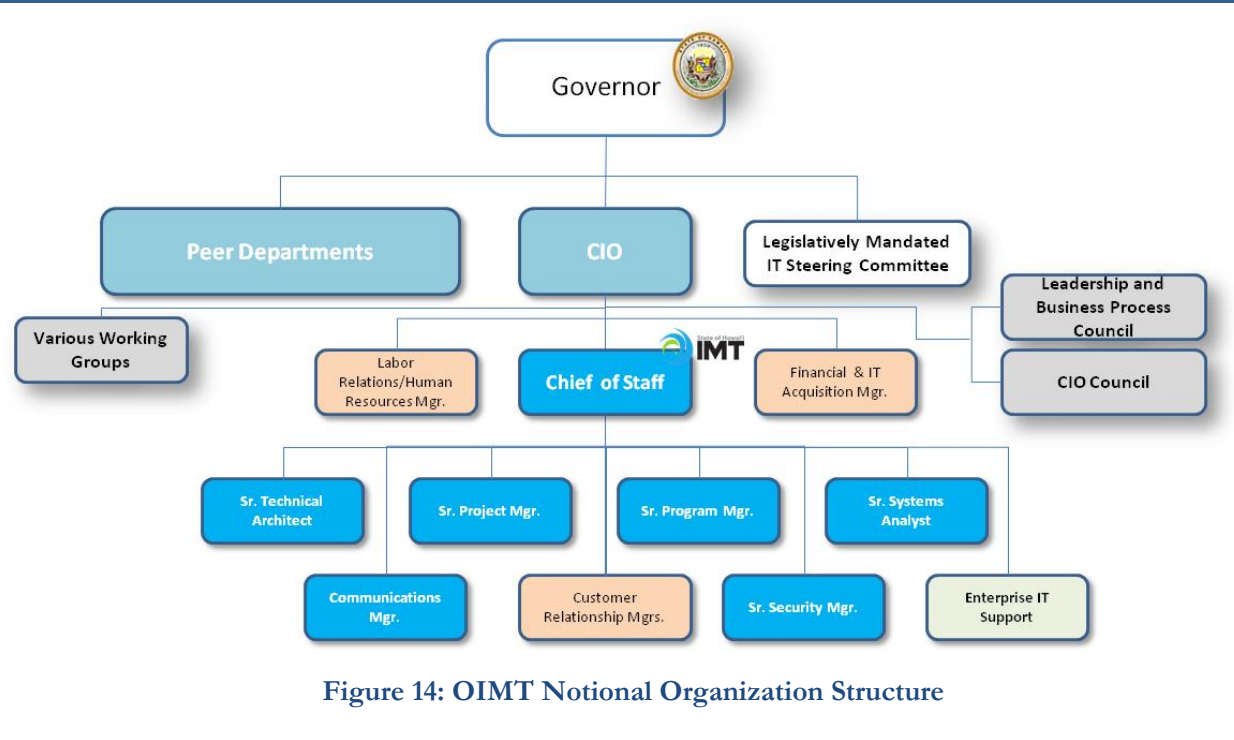 Governor
Peer Departments
CIO
Legislatively Mandated
IT Steering Committee
Leadership and
Business Process
Council
Various Working
Groups
Labor
Relations/Human
Resources Mgr.
Chief of Staff
State of Hawai'i
IMT
Financial & IT
Acquisition Mgr.
CIO Council
Sr. Technical
Architect
Sr. Project Mgr.
Sr. Program Mgr.
Sr. Systems
Analyst
Communications
Mgr.
Customer
Relationship Mgrs.
Sr. Security Mgr.
Enterprise IT
Support
Figure 14: OIMT Notional Organization Structure